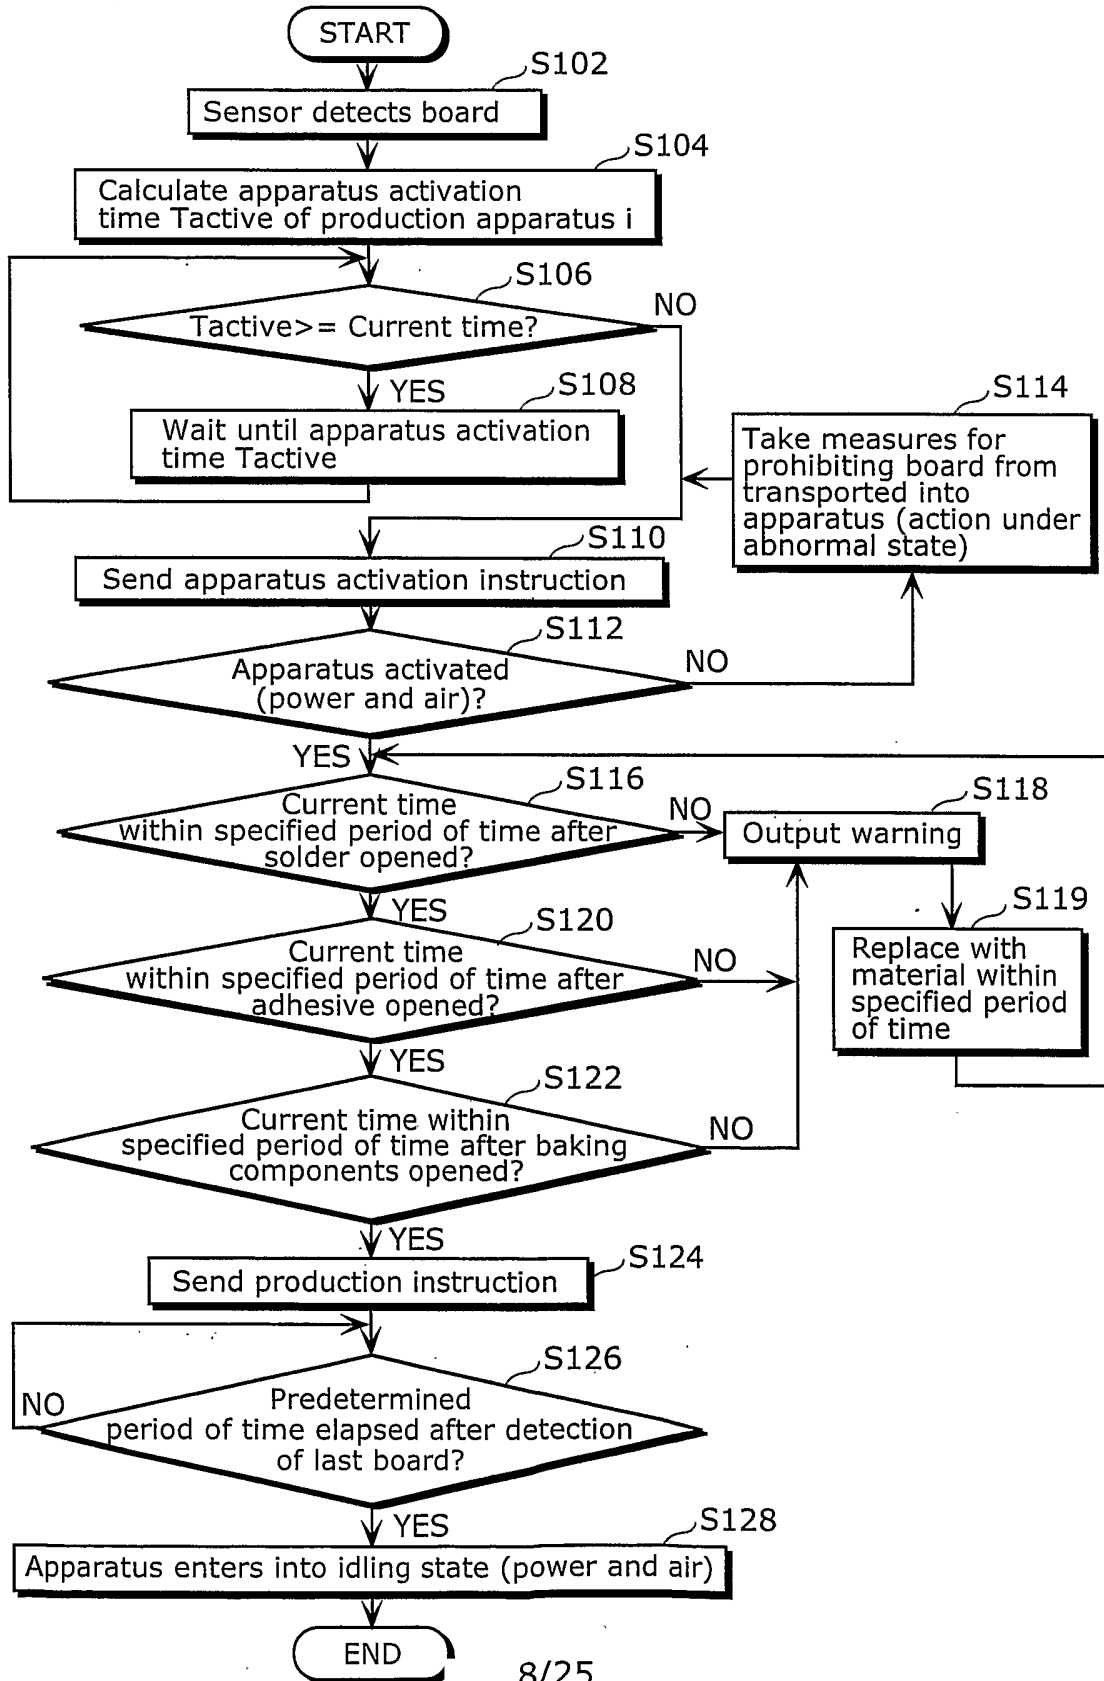 START
S102
Sensor detects board
S104
Calculate apparatus activation
time Tactive of production apparatus i
S106
Tactive>= Current time?
NO
YES
S108
Wait until apparatus activation
time Tactive
S114
Take measures for
prohibiting board from
transported into
apparatus (action under
abnormal state)
S110
Send apparatus activation instruction
S112
Apparatus activated
(power and air)?
NO
YES
S116
Current time
within specified period of time after
solder opened?
NO
S118
Output warning
YES
S119
Replace with
material within
specified period
of time
S120
Current time
within specified period of time after
adhesive opened?
NO
YES
S122
Current time within
specified period of time after baking
components opened?
NO
YES
S124
Send production instruction
S126
Predetermined
period of time elapsed after detection
of last board?
NO
YES
S128
Apparatus enters into idling state (power and air)
END
8/25